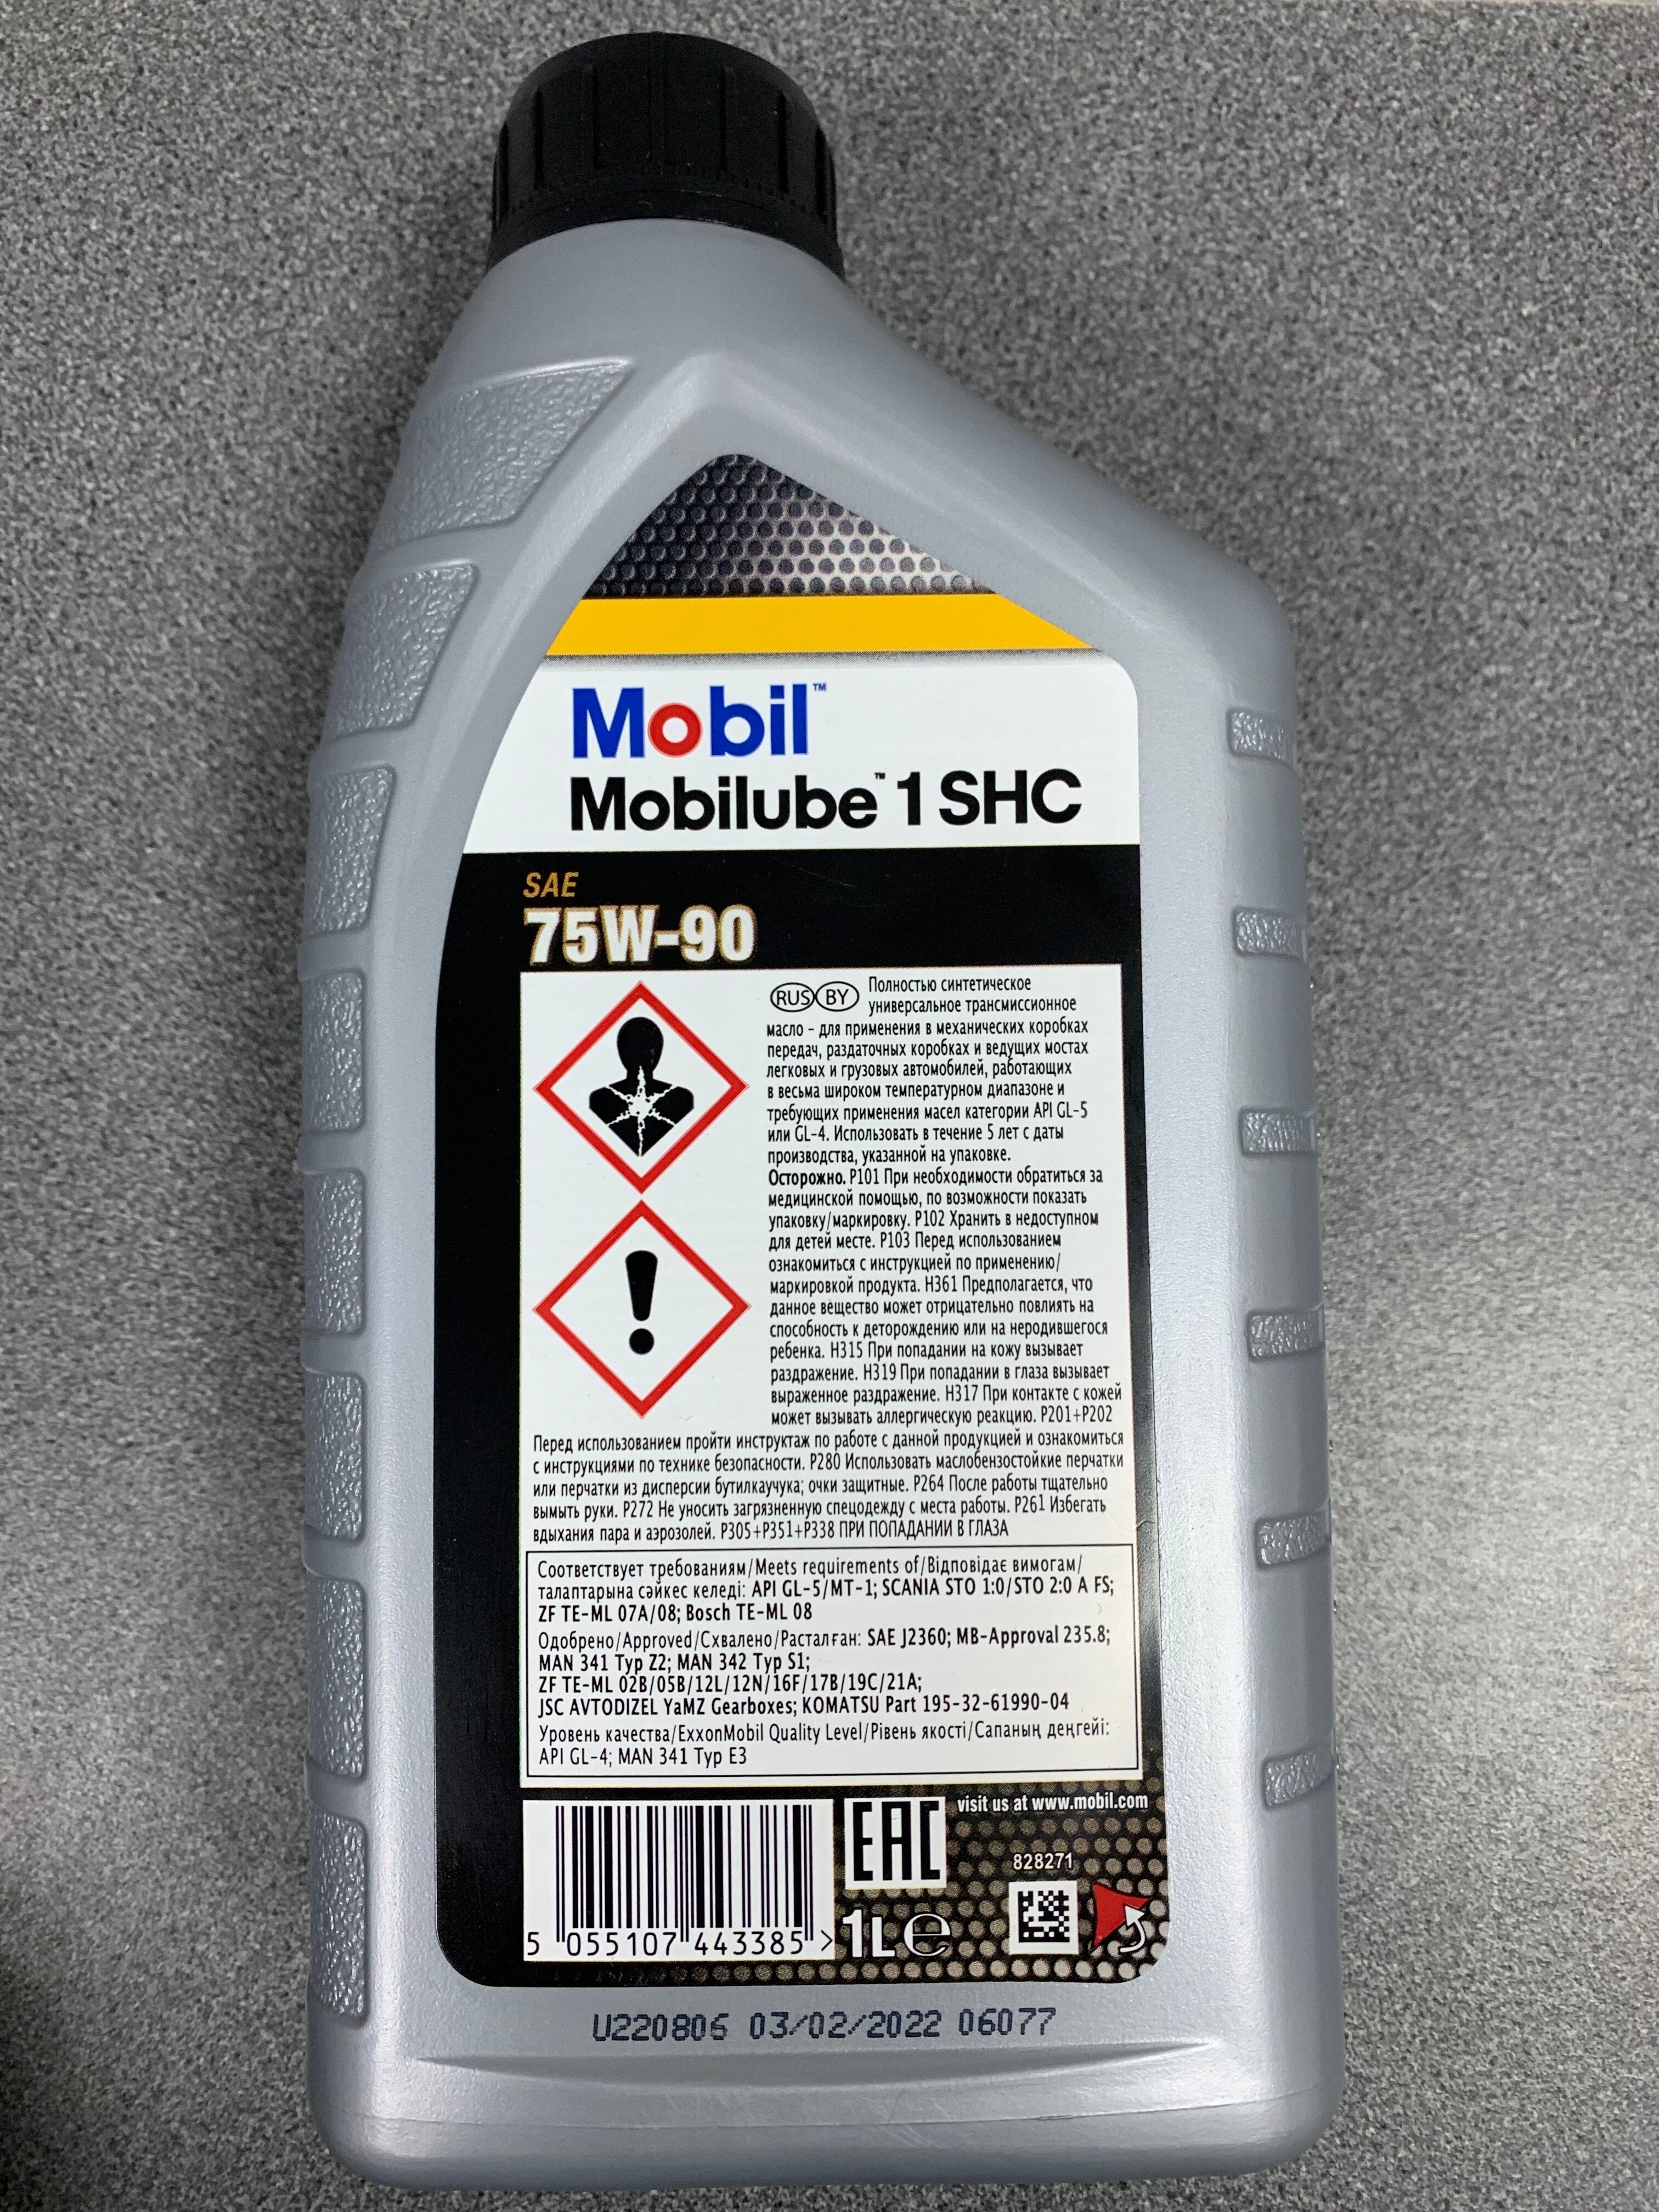 Mobil™
Mobilube™ 1 SHC
SAE
75W-90
RUS BY Полностью синтетическое
универсальное трансмиссионное
масло – для применения в механических коробках
передач, раздаточных коробках и ведущих мостах
легковых и грузовых автомобилей, работающих
в весьма широком температурном диапазоне и
требующих применения масел категории API GL-5
или GL-4. Использовать в течение 5 лет с даты
производства, указанной на упаковке.
Осторожно. P101 При необходимости обратиться за
медицинской помощью, по возможности показать
упаковку/маркировку. P102 Хранить в недоступном
для детей месте. P103 Перед использованием
ознакомиться с инструкцией по применению/
маркировкой продукта. H361 Предполагается, что
данное вещество может отрицательно повлиять на
способность к деторождению или на неродившегося
ребенка. H315 При попадании на кожу вызывает
раздражение. H319 При попадании в глаза вызывает
выраженное раздражение. H317 При контакте с кожей
может вызывать аллергическую реакцию. P201+P202
Перед использованием пройти инструктаж по работе с данной продукцией и ознакомиться
с инструкциями по технике безопасности. P280 Использовать маслобензостойкие перчатки
или перчатки из дисперсии бутилкаучука; очки защитные. P264 После работы тщательно
вымыть руки. P272 Не уносить загрязненную спецодежду с места работы. P261 Избегать
вдыхания пара и аэрозолей. P305+P351+P338 ПРИ ПОПАДАНИИ В ГЛАЗА
Соответствует требованиям/Meets requirements of/Відповідає вимогам/
талаптарына сәйкес келеді: API GL-5/MT-1; SCANIA STO 1:0/STO 2:0 A FS;
ZF TE-ML 07A/08; Bosch TE-ML 08
Одобрено/Approved/Схвалено/Расталған: SAE J2360; MB-Approval 235.8;
MAN 341 Typ Z2; MAN 342 Typ S1;
ZF TE-ML 02B/05B/12L/12N/16F/17B/19C/21A;
JSC AVTODIZEL YaMZ Gearboxes; KOMATSU Part 195-32-61990-04
Уровень качества/ExxonMobil Quality Level/Рівень якості/Сапаның деңгейі:
API GL-4; MAN 341 Typ E3
visit us at www.mobil.com
EAC
828271
5 055107 443385 >
1L e
U220806 03/02/2022 06077